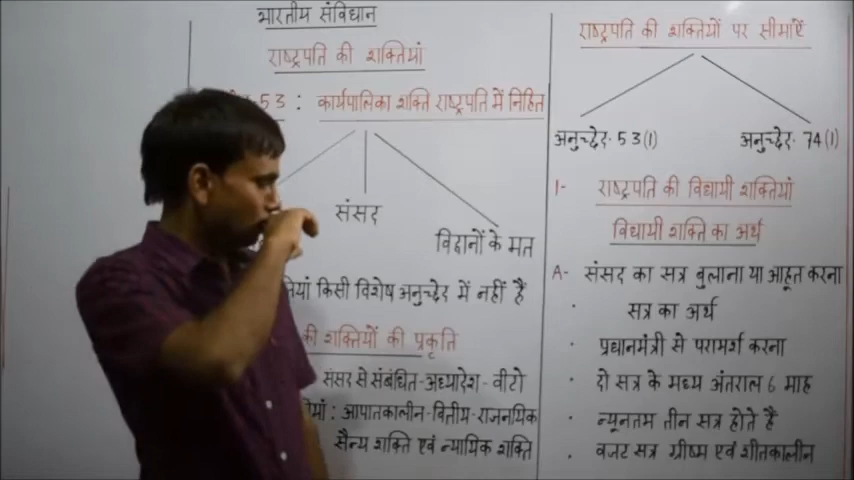 भारतीय संविधान
राष्ट्रपति की शक्तियां
53 : कार्यपालिका शक्ति राष्ट्रपति में निहित
संसद
विद्वानों के मत
किसी विशेष अनुच्छेद में नहीं है
की शक्तियों की प्रकृति
संसद से संबंधित-अध्यादेश-वीटो
: आपातकालीन-वित्तीय-राजनयिक
सैन्य शक्ति एवं न्यायिक शक्ति
राष्ट्रपति की शक्तियों पर सीमाऐं
अनुच्छेद- 53(1)
अनुच्छेद- 74(1)
1- राष्ट्रपति की विधायी शक्तियां
विधायी शक्ति का अर्थ
A- संसद का सत्र बुलाना या आहूत करना
सत्र का अर्थ
· प्रधानमंत्री से परामर्श करना
· दो सत्र के मध्य अंतराल 6 माह
· न्यूनतम तीन सत्र होते हैं
· बजट सत्र ग्रीष्म एवं शीतकालीन